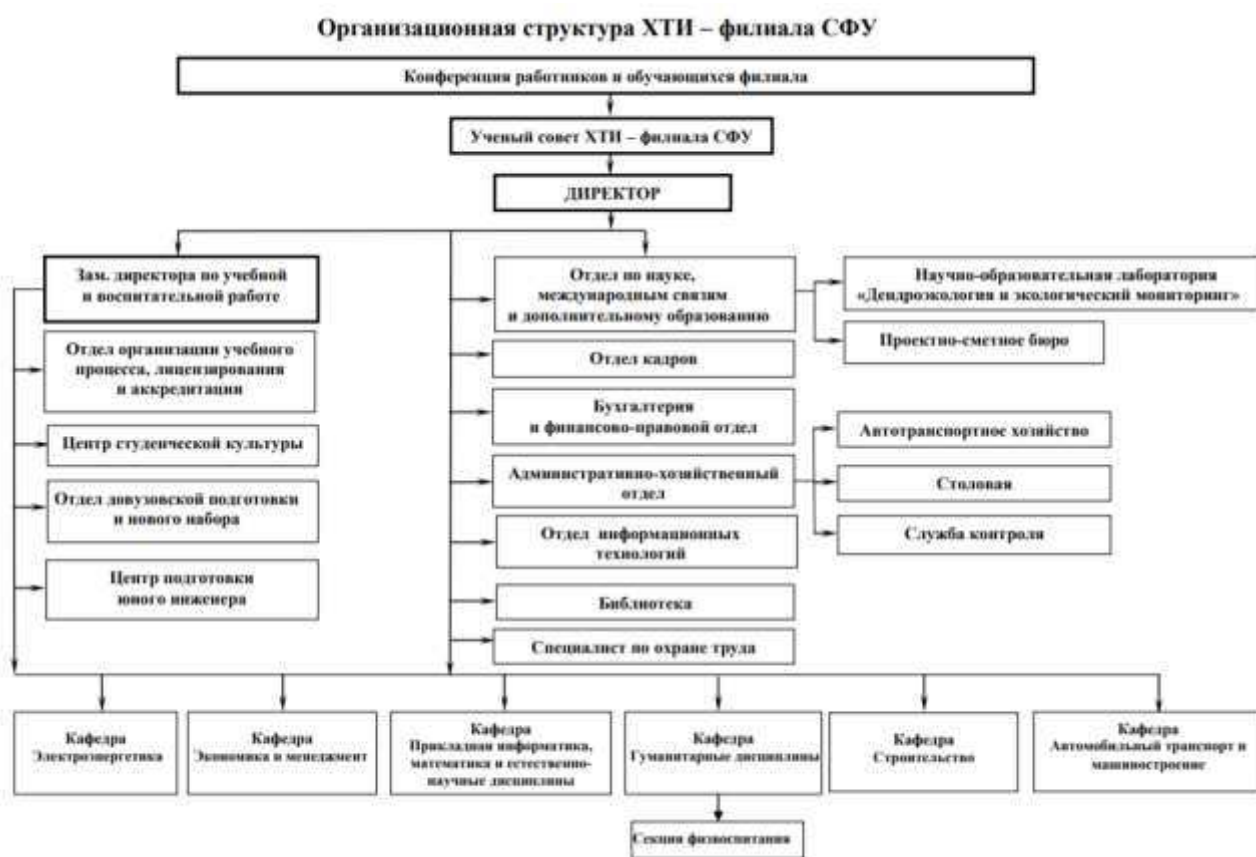 Организационная структура ХТИ – филиала СФУ
Конференция работников и обучающихся филиала
Ученый совет ХТИ – филиала СФУ
ДИРЕКТОР
Зам. директора по учебной
и воспитательной работе
Отдел организации учебного
процесса, лицензирования
и аккредитации
Центр студенческой культуры
Отдел довузовской подготовки
и нового набора
Центр подготовки
юного инженера
Отдел по науке,
международным связям
и дополнительному образованию
Отдел кадров
Бухгалтерия
и финансово-правовой отдел
Административно-хозяйственный
отдел
Отдел информационных
технологий
Библиотека
Специалист по охране труда
Научно-образовательная лаборатория
«Дендроэкология и экологический мониторинг»
Проектно-сметное бюро
Автотранспортное хозяйство
Столовая
Служба контроля
Кафедра
Электроэнергетика
Кафедра
Экономика и менеджмент
Кафедра
Прикладная информатика,
математика и естественно-
научные дисциплины
Кафедра
Гуманитарные дисциплины
Кафедра
Строительство
Кафедра
Автомобильный транспорт и
машиностроение
Секция физвоспитания